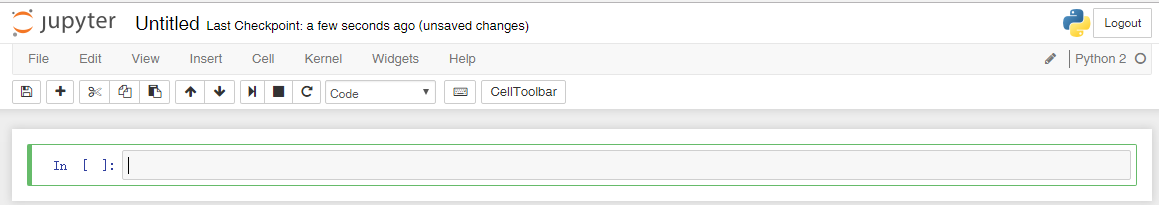 jupyter Untitled Last Checkpoint: a few seconds ago (unsaved changes) Logout
File Edit View Insert Cell Kernel Widgets Help Python 2
Code CellToolbar
In [ ]: